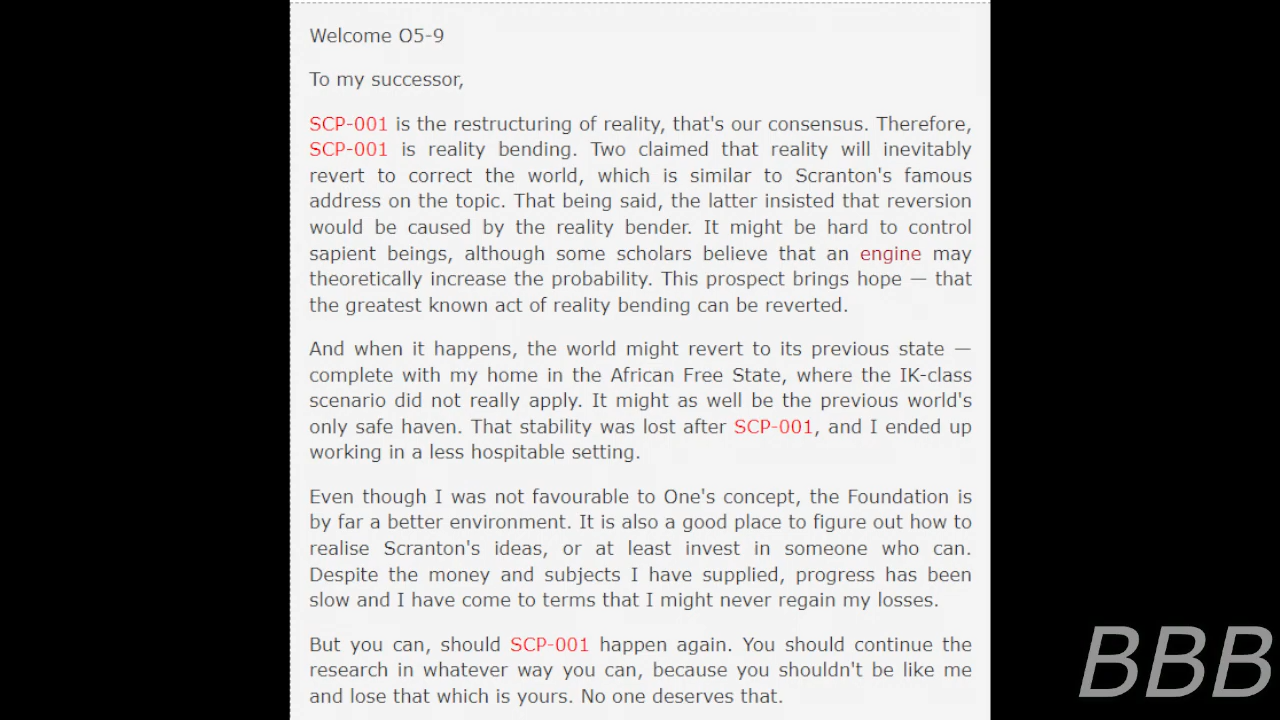 Welcome O5-9
To my successor,
SCP-001 is the restructuring of reality, that's our consensus. Therefore,
SCP-001 is reality bending. Two claimed that reality will inevitably
revert to correct the world, which is similar to Scranton's famous
address on the topic. That being said, the latter insisted that reversion
would be caused by the reality bender. It might be hard to control
sapient beings, although some scholars believe that an engine may
theoretically increase the probability. This prospect brings hope — that
the greatest known act of reality bending can be reverted.
And when it happens, the world might revert to its previous state —
complete with my home in the African Free State, where the IK-class
scenario did not really apply. It might as well be the previous world's
only safe haven. That stability was lost after SCP-001, and I ended up
working in a less hospitable setting.
Even though I was not favourable to One's concept, the Foundation is
by far a better environment. It is also a good place to figure out how to
realise Scranton's ideas, or at least invest in someone who can.
Despite the money and subjects I have supplied, progress has been
slow and I have come to terms that I might never regain my losses.
But you can, should SCP-001 happen again. You should continue the
research in whatever way you can, because you shouldn't be like me
and lose that which is yours. No one deserves that.
BBB